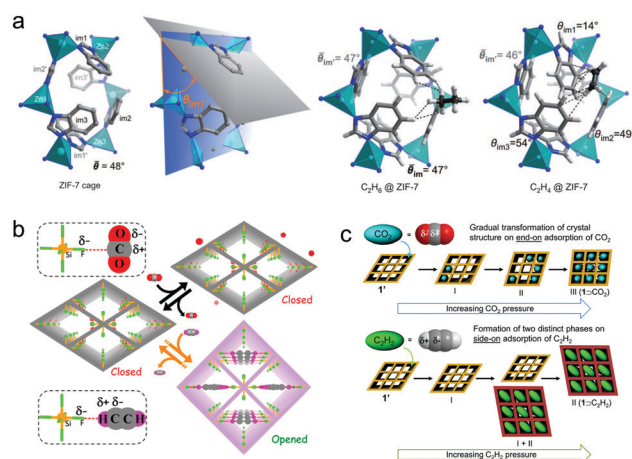 a
im1
Zn2
im2'
im3'
Zn1
im3
im2
Zn3
im1'
θ̄ = 48°
ZIF-7 cage
θim1
θ̄im' = 47°
θ̄im = 47°
C2H6 @ ZIF-7
θ̄im' = 46°
θim1 = 14°
θim2 = 49
θim3 = 54°
C2H4 @ ZIF-7
b
O δ-
δ- C δ+
Si F O δ-
Closed
Closed
δ+ δ-
δ-
Si F H C C H
Opened
c
CO2 = δ- δ+
Gradual transformation of crystal
structure on end-on adsorption of CO2
1' I II III (1⊃CO2)
Increasing CO2 pressure
C2H2 = δ+ δ-
Formation of two distinct phases on
side-on adsorption of C2H2
1' I
I + II
II (1⊃C2H2)
Increasing C2H2 pressure